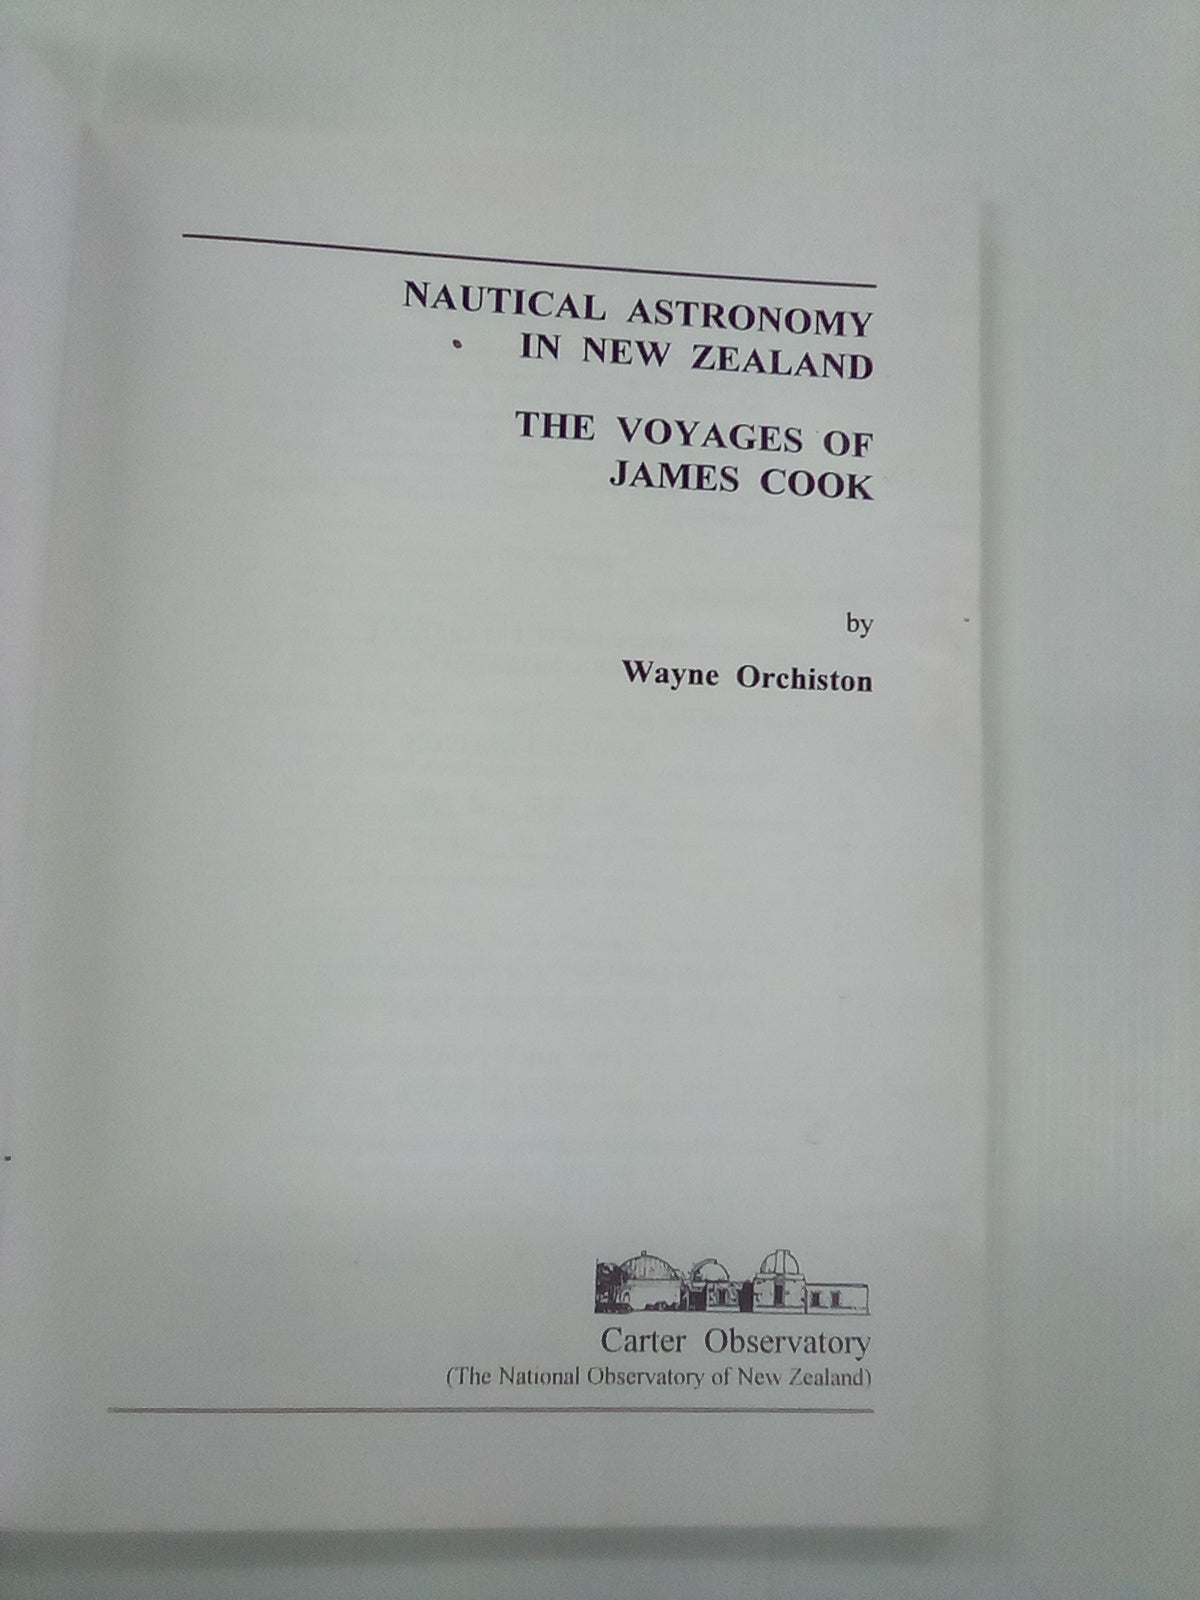 NAUTICAL ASTRONOMY
IN NEW ZEALAND
THE VOYAGES OF
JAMES COOK
by
Wayne Orchiston
Carter Observatory
(The National Observatory of New Zealand)